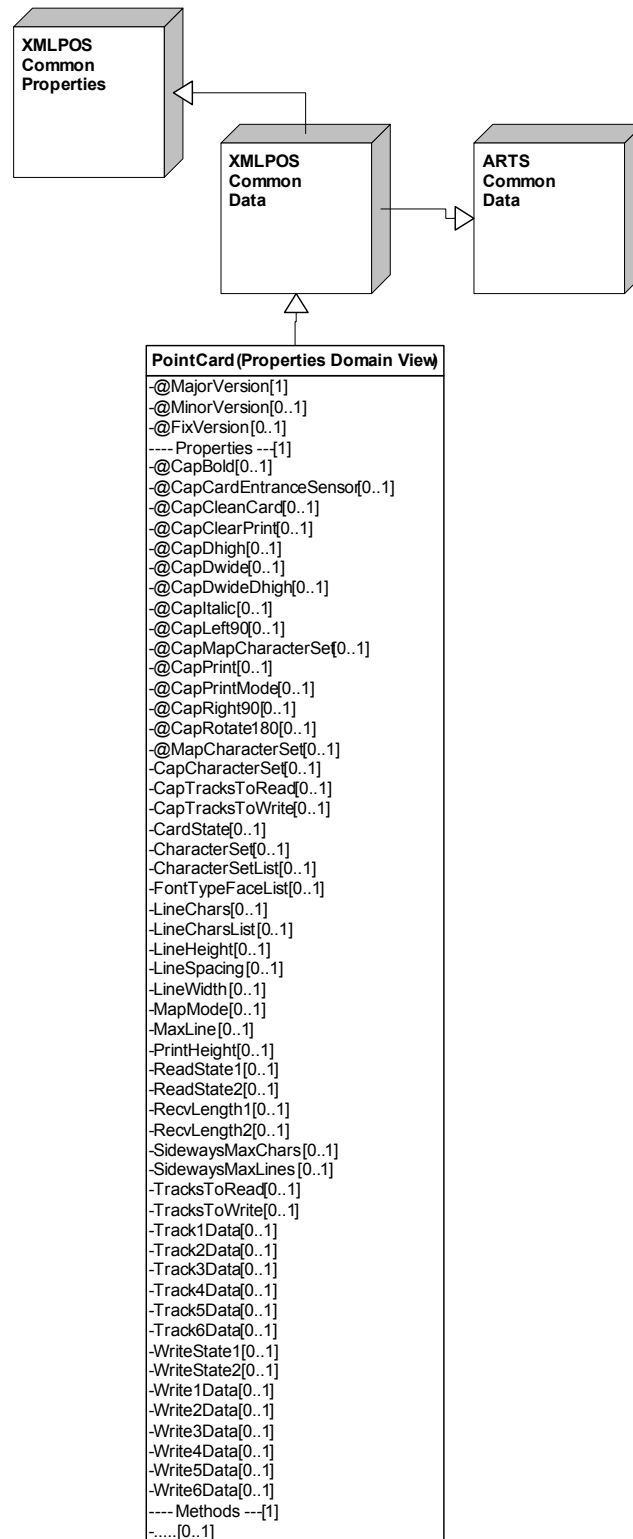 XMLPOS
Common
Properties
XMLPOS
Common
Data
ARTS
Common
Data
PointCard (Properties Domain View)
-@MajorVersion[1]
-@MinorVersion[0..1]
-@FixVersion[0..1]
---- Properties ---[1]
-@CapBold[0..1]
-@CapCardEntranceSensor[0..1]
-@CapCleanCard[0..1]
-@CapClearPrint[0..1]
-@CapDhigh[0..1]
-@CapDwide[0..1]
-@CapDwideDhigh[0..1]
-@CapItalic[0..1]
-@CapLeft90[0..1]
-@CapMapCharacterSet[0..1]
-@CapPrint[0..1]
-@CapPrintMode[0..1]
-@CapRight90[0..1]
-@CapRotate180[0..1]
-@MapCharacterSet[0..1]
-CapCharacterSet[0..1]
-CapTracksToRead[0..1]
-CapTracksToWrite[0..1]
-CardState[0..1]
-CharacterSet[0..1]
-CharacterSetList[0..1]
-FontTypeFaceList[0..1]
-LineChars[0..1]
-LineCharsList[0..1]
-LineHeight[0..1]
-LineSpacing[0..1]
-LineWidth[0..1]
-MapMode[0..1]
-MaxLine[0..1]
-PrintHeight[0..1]
-ReadState1[0..1]
-ReadState2[0..1]
-RecvLength1[0..1]
-RecvLength2[0..1]
-SidewaysMaxChars[0..1]
-SidewaysMaxLines[0..1]
-TracksToRead[0..1]
-TracksToWrite[0..1]
-Track1Data[0..1]
-Track2Data[0..1]
-Track3Data[0..1]
-Track4Data[0..1]
-Track5Data[0..1]
-Track6Data[0..1]
-WriteState1[0..1]
-WriteState2[0..1]
-Write1Data[0..1]
-Write2Data[0..1]
-Write3Data[0..1]
-Write4Data[0..1]
-Write5Data[0..1]
-Write6Data[0..1]
---- Methods ---[1]
-.....[0..1]